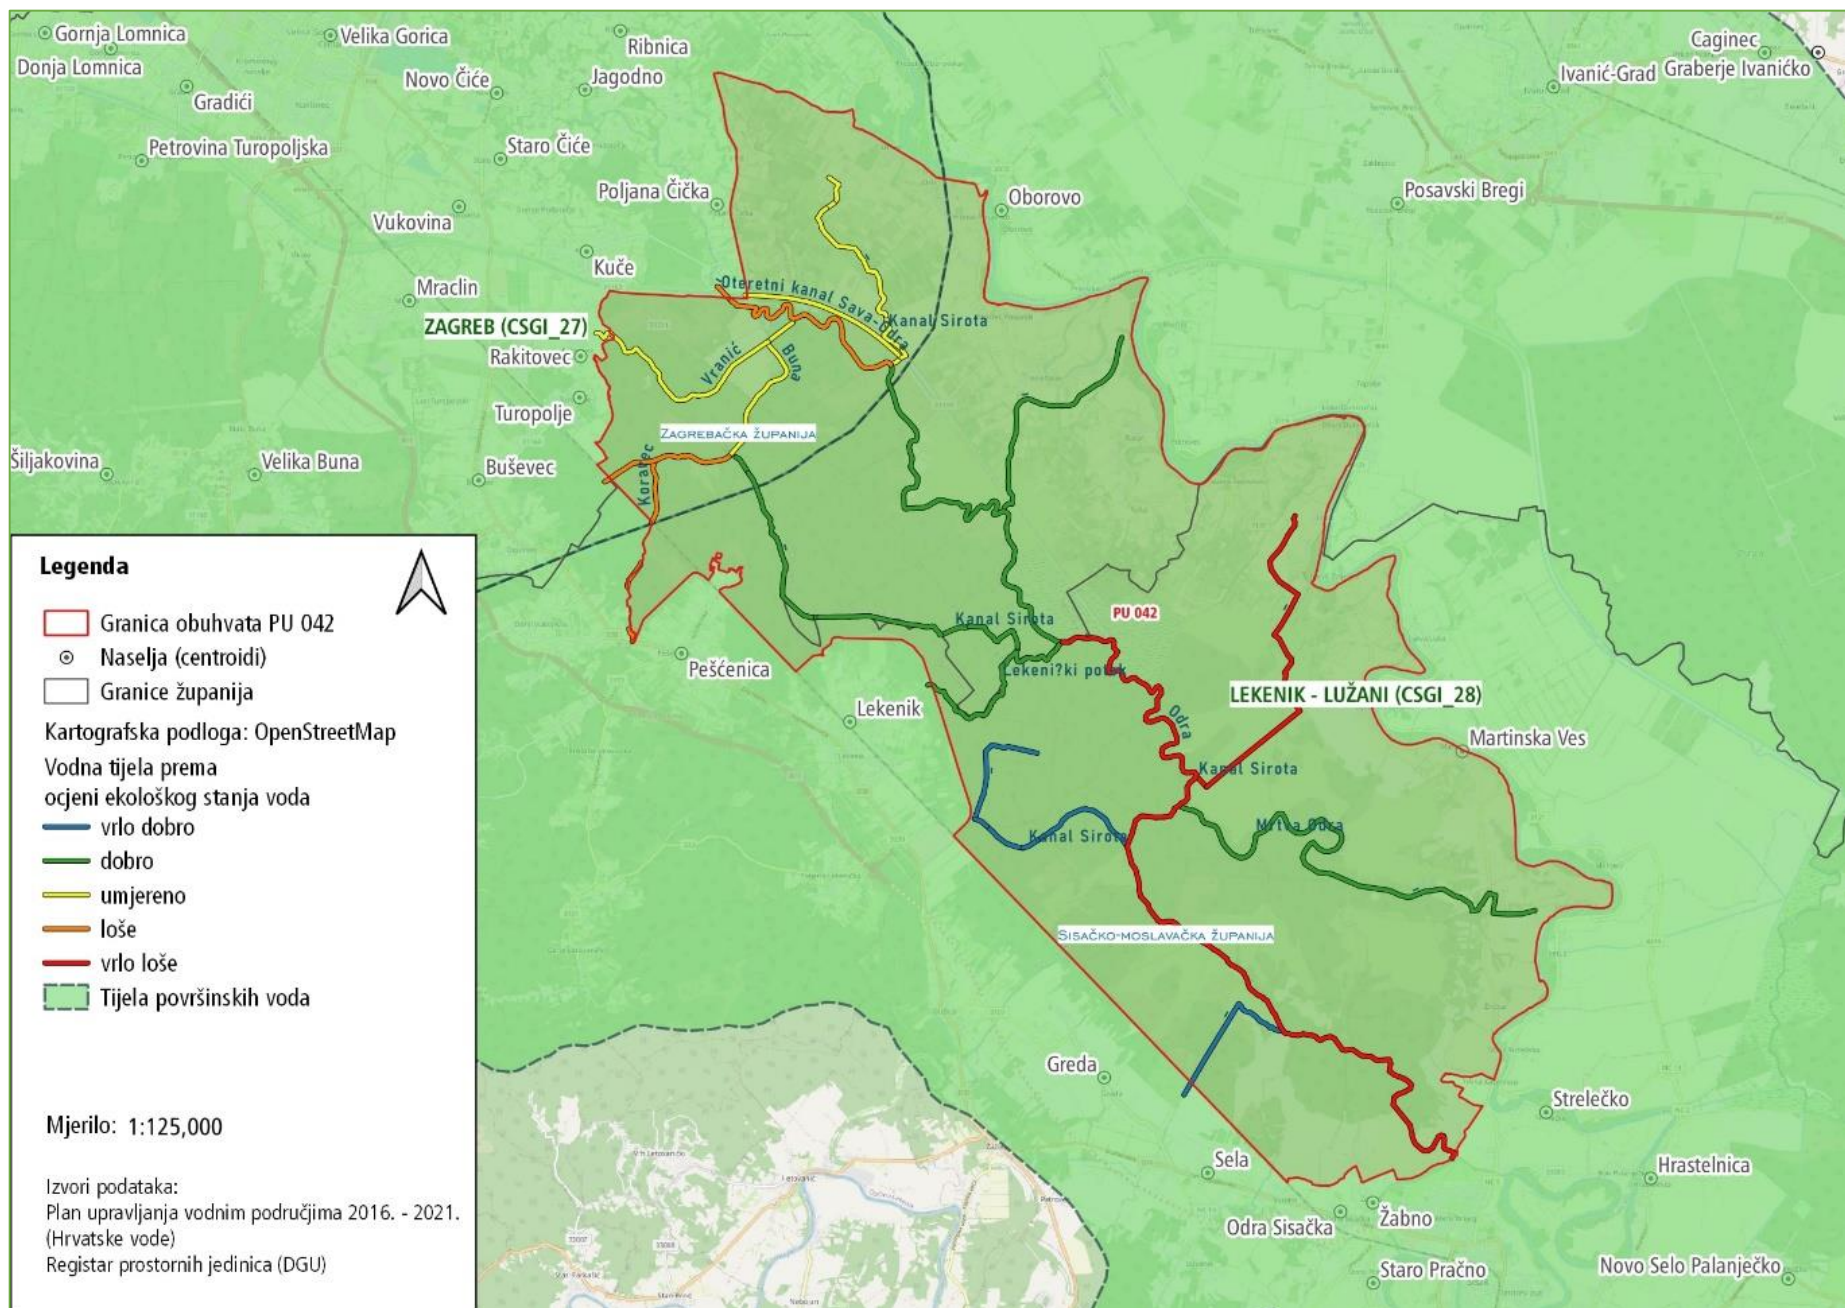 Gornja Lomnica
Donja Lomnica
Gradići
Velika Gorica
Novo Čiće
Ribnica
Jagodno
Caginec
Ivanić-Grad
Graberje Ivanićko
Petrovina Turopoljska
Staro Čiće
Poljana Čička
Vukovina
Kuče
Mraclin
Oborovo
Posavski Bregi
Oteretni kanal Sava-Odra
Kanal Sirota
ZAGREB (CSGI_27)
Rakitovec
Vranić
Buna
Turopolje
ZAGREBAČKA ŽUPANIJA
Šiljakovina
Velika Buna
Buševec
Koravec
Kanal Sirota
PU 042
Pešćenica
Lekeni?ki potok
LEKENIK - LUŽANI (CSGI_28)
Lekenik
Odra
Martinska Ves
Kanal Sirota
Kanal Sirota
Mrtva Odra
SISAČKO-MOSLAVAČKA ŽUPANIJA
Greda
Strelečko
Sela
Hrastelnica
Odra Sisačka
Žabno
Staro Pračno
Novo Selo Palanječko
Letovanić
Legenda
Granica obuhvata PU 042
Naselja (centroidi)
Granice županija
Kartografska podloga: OpenStreetMap
Vodna tijela prema
ocjeni ekološkog stanja voda
vrlo dobro
dobro
umjereno
loše
vrlo loše
Tijela površinskih voda
Mjerilo: 1:125,000
Izvori podataka:
Plan upravljanja vodnim područjima 2016. - 2021.
(Hrvatske vode)
Registar prostornih jedinica (DGU)